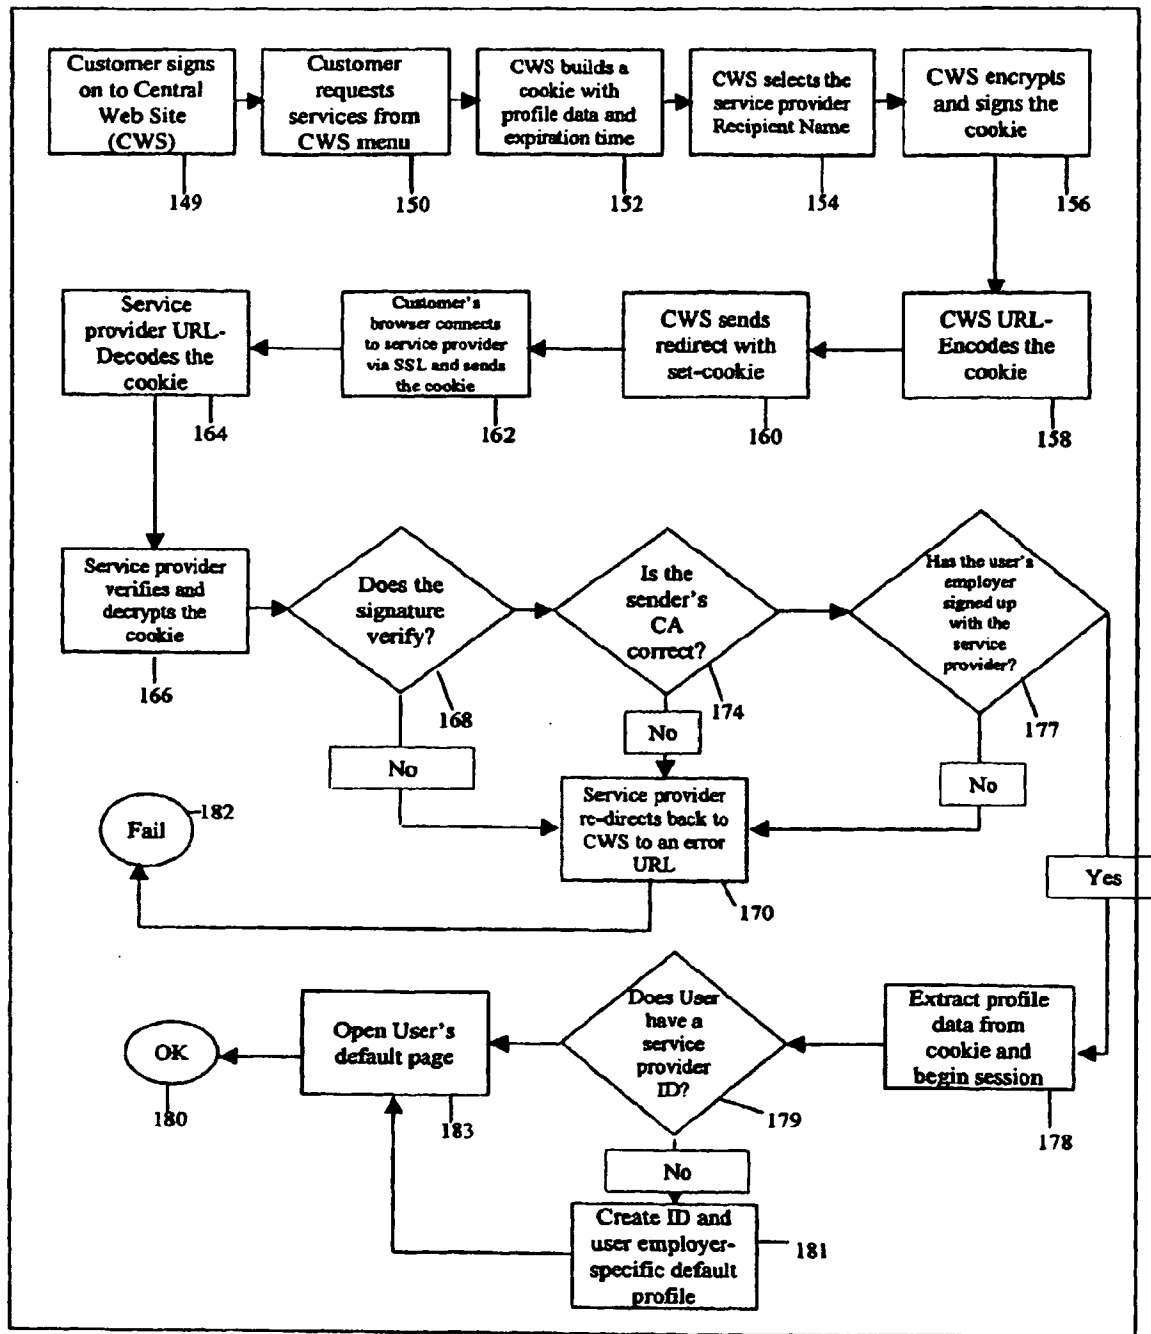 Customer signs
on to Central
Web Site
(CWS)
149
Customer
requests
services from
CWS menu
150
CWS builds a
cookie with
profile data and
expiration time
152
CWS selects the
service provider
Recipient Name
154
CWS encrypts
and signs the
cookie
156
Service
provider URL-
Decodes the
cookie
164
Customer's
browser connects
to service provider
via SSL and sends
the cookie
162
CWS sends
redirect with
set-cookie
160
CWS URL-
Encodes the
cookie
158
Service provider
verifies and
decrypts the
cookie
166
Does the
signature
verify?
168
No
Is the
sender's
CA
correct?
174
No
Has the user's
employer
signed up
with the
service
provider?
177
No
Yes
Fail
182
Service provider
re-directs back to
CWS to an error
URL
170
OK
180
Open User's
default page
183
Does User
have a
service
provider
ID?
179
No
Extract profile
data from
cookie and
begin session
178
Create ID and
user employer-
specific default
profile
181